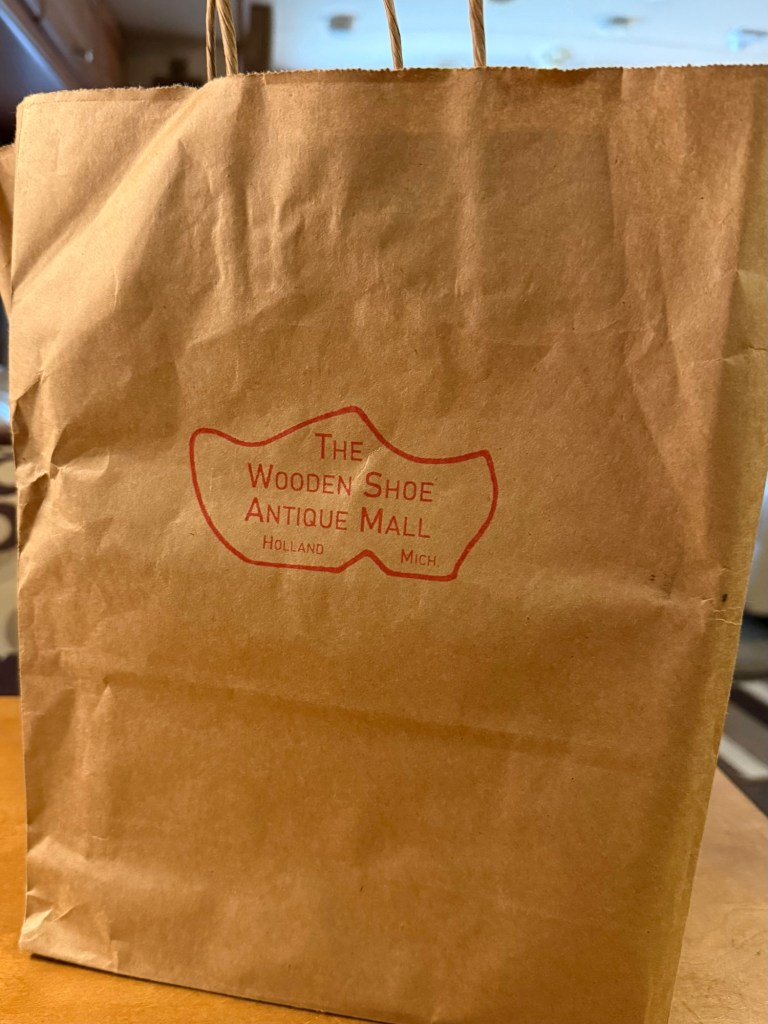 The
Wooden Shoe
Antique Mall
Holland Mich.